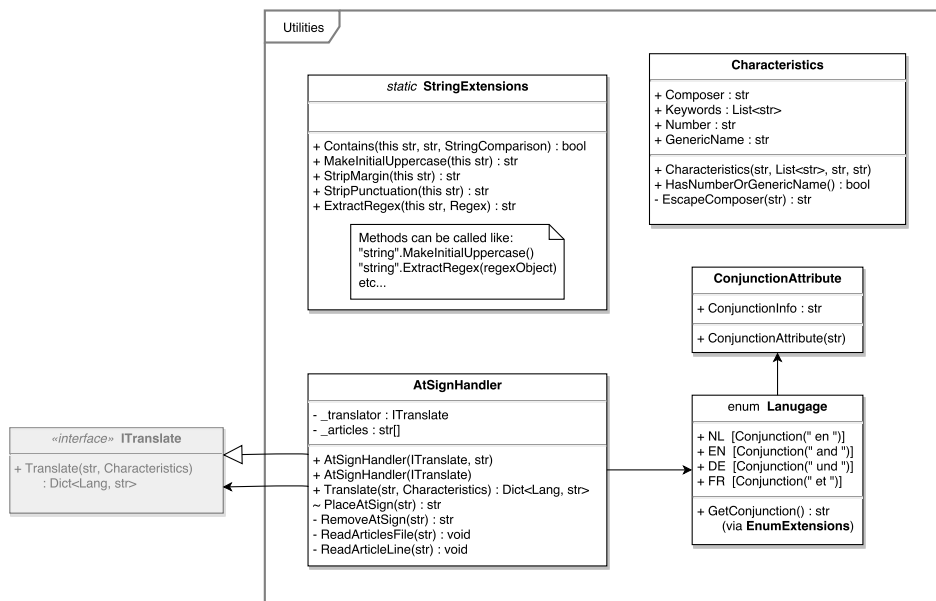 Utilities
static StringExtensions
+ Contains(this str, str, StringComparison) : bool
+ MakeInitialUppercase(this str) : str
+ StripMargin(this str) : str
+ StripPunctuation(this str) : str
+ ExtractRegex(this str, Regex) : str
Methods can be called like:
"string".MakeInitialUppercase()
"string".ExtractRegex(regexObject)
etc...
Characteristics
+ Composer : str
+ Keywords : List<str>
+ Number : str
+ GenericName : str
+ Characteristics(str, List<str>, str, str)
+ HasNumberOrGenericName() : bool
- EscapeComposer(str) : str
ConjunctionAttribute
+ ConjunctionInfo : str
+ ConjunctionAttribute(str)
«interface» ITranslate
+ Translate(str, Characteristics)
: Dict<Lang, str>
AtSignHandler
- _translator : ITranslate
- _articles : str[]
+ AtSignHandler(ITranslate, str)
+ AtSignHandler(ITranslate)
+ Translate(str, Characteristics) : Dict<Lang, str>
~ PlaceAtSign(str) : str
- RemoveAtSign(str) : str
- ReadArticlesFile(str) : void
- ReadArticleLine(str) : void
enum Lanugage
+ NL [Conjunction(" en ")]
+ EN [Conjunction(" and ")]
+ DE [Conjunction(" und ")]
+ FR [Conjunction(" et ")]
+ GetConjunction() : str
(via EnumExtensions)